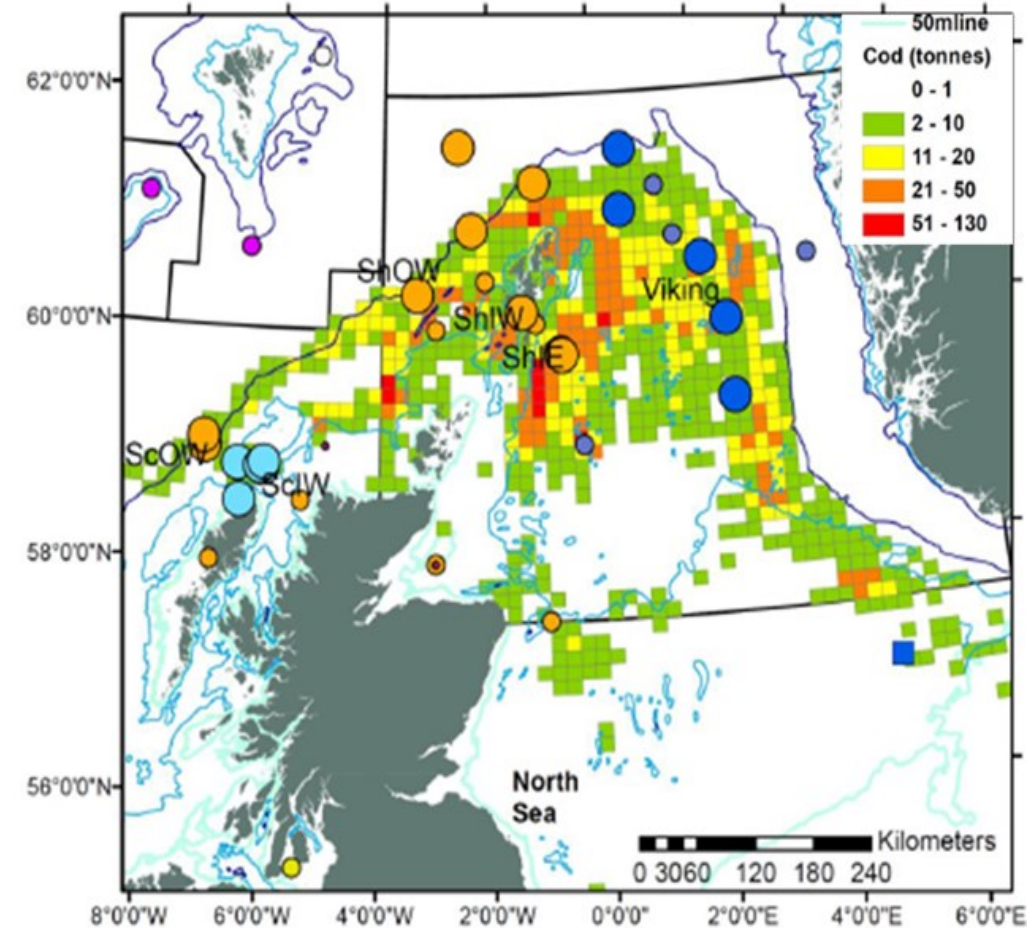 50mline
Cod (tonnes)
0 - 1
2 - 10
11 - 20
21 - 50
51 - 130
62°0'0"N
60°0'0"N
58°0'0"N
56°0'0"N
ShOW
ShIW
ShIE
Viking
ScOW
ScIW
North
Sea
Kilometers
0 3060 120 180 240
8°0'0"W 6°0'0"W 4°0'0"W 2°0'0"W 0°0'0" 2°0'0"E 4°0'0"E 6°0'0"E